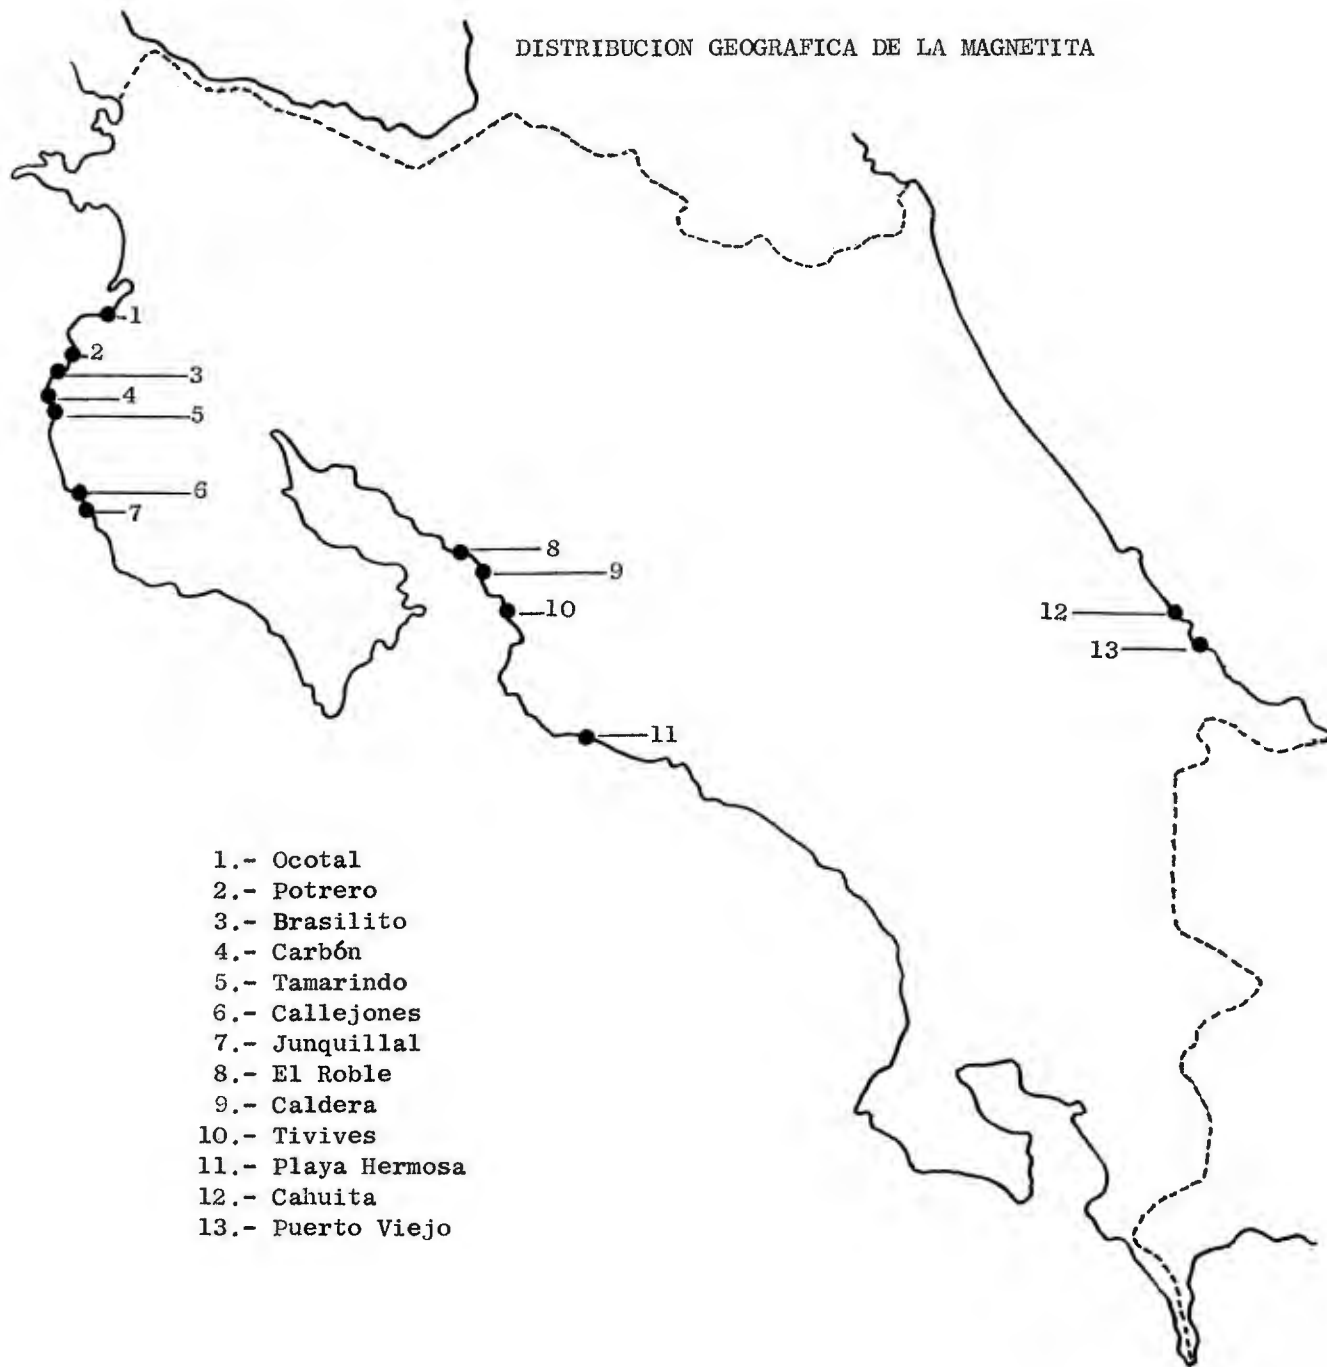 DISTRIBUCION GEOGRAFICA DE LA MAGNETITA
1
2
3
4
5
6
7
8
9
10
11
12
13
1.- Ocotal
2.- Potrero
3.- Brasilito
4.- Carbón
5.- Tamarindo
6.- Callejones
7.- Junquillal
8.- El Roble
9.- Caldera
10.- Tivives
11.- Playa Hermosa
12.- Cahuita
13.- Puerto Viejo